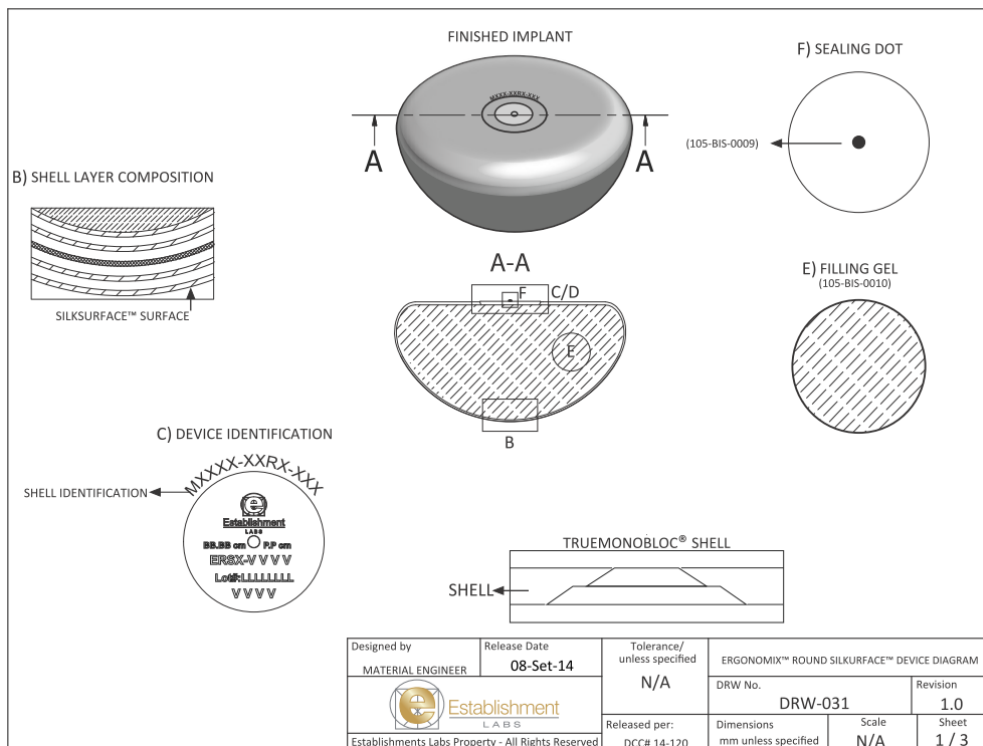 FINISHED IMPLANT
MXXX-XXRX-XXX
A
A
F) SEALING DOT
(105-BIS-0009)
B) SHELL LAYER COMPOSITION
SILKSURFACE™ SURFACE
A-A
F
C/D
E
B
E) FILLING GEL
(105-BIS-0010)
C) DEVICE IDENTIFICATION
MXXXX-XXRX-XXX
SHELL IDENTIFICATION
e
Establishment
LABS
BB.BB cm P.P cm
ERSX-V V V V
Lot#:LLLLLLLL
V V V V
TRUEMONOBLOC® SHELL
SHELL
Designed by
MATERIAL ENGINEER
Release Date
08-Set-14
Tolerance/
unless specified
N/A
ERGONOMIX™ ROUND SILKURFACE™ DEVICE DIAGRAM
DRW No.
DRW-031
Revision
1.0
e
Establishment
LABS
Establishments Labs Property - All Rights Reserved
Released per:
DCC# 14-120
Dimensions
mm unless specified
Scale
N/A
Sheet
1 / 3